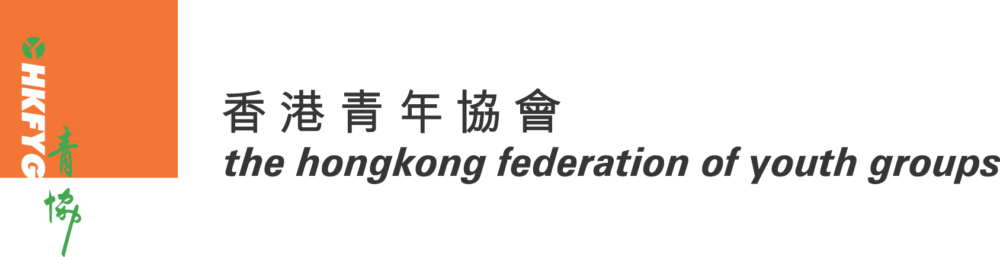 HKFYG
青協
香港青年協會
the hongkong federation of youth groups